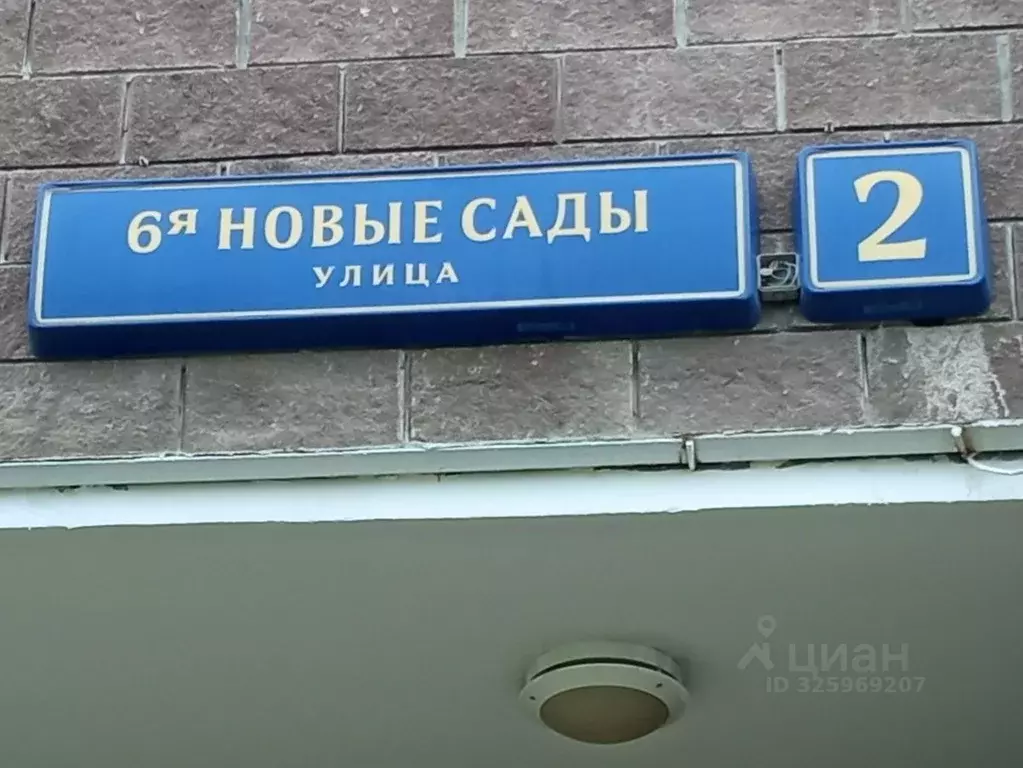 6я НОВЫЕ САДЫ
УЛИЦА
2
циан
ID 325969207